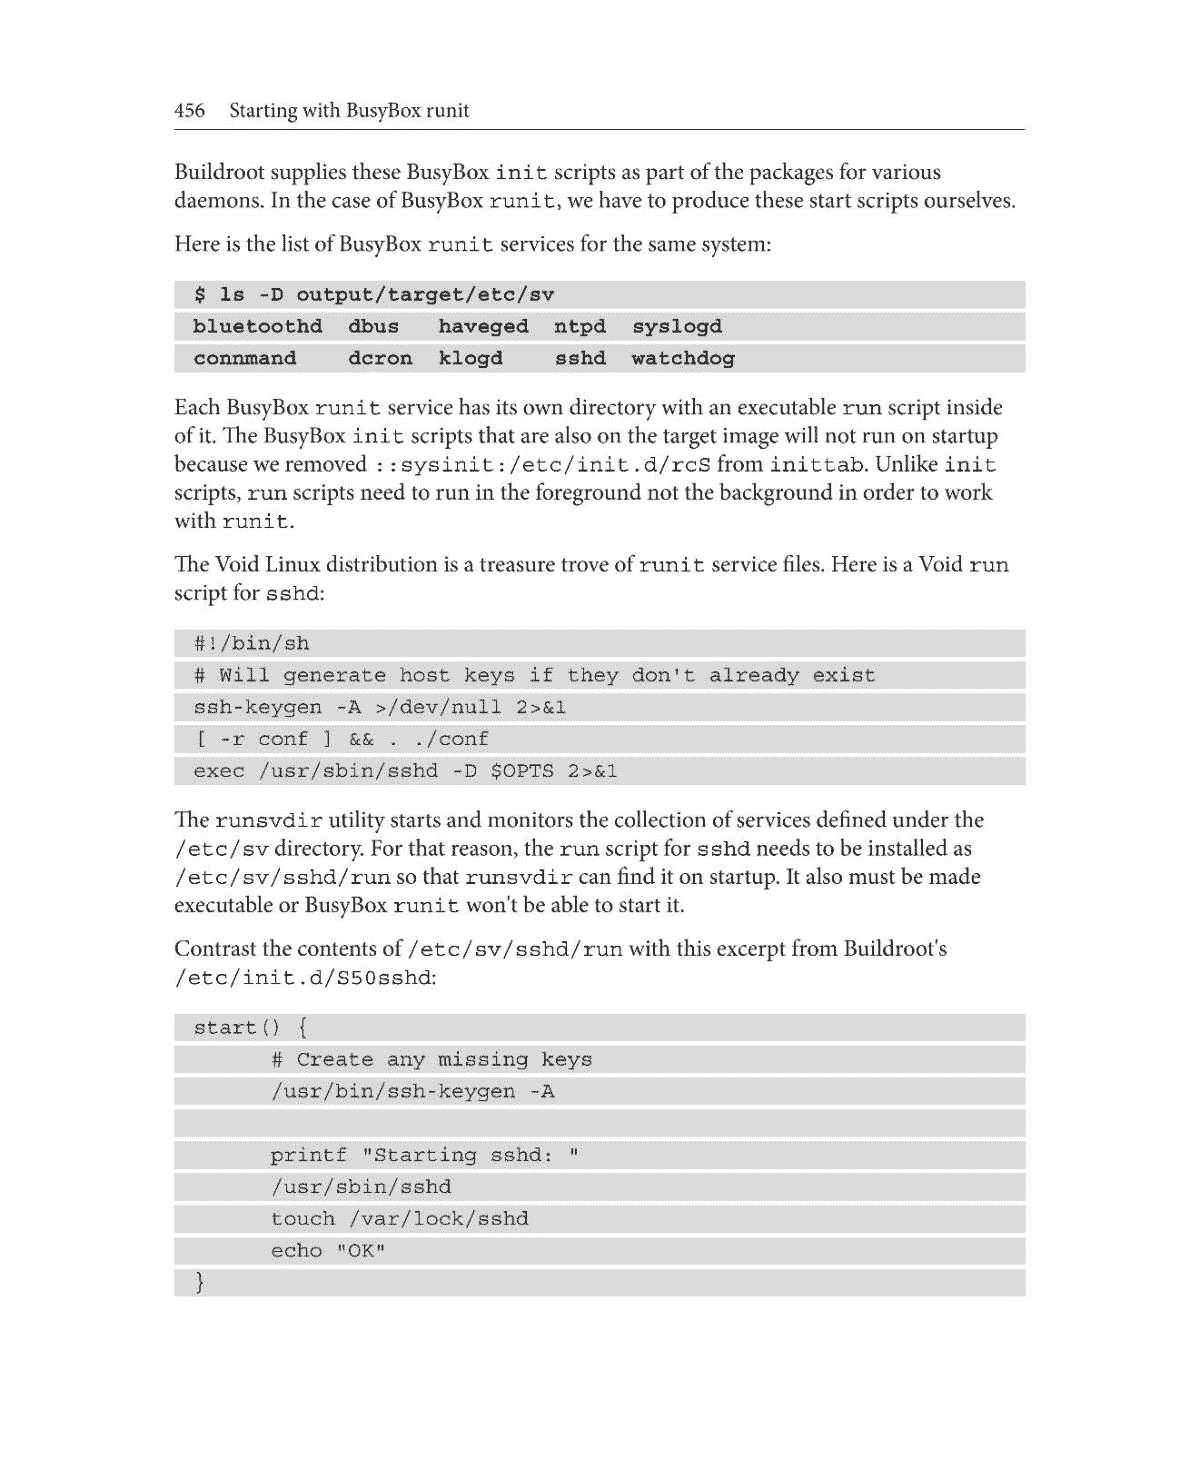 456 Starting with BusyBox runit
Buildroot supplies these BusyBox init scripts as part of the packages for various
daemons. In the case of BusyBox runit, we have to produce these start scripts ourselves.
Here is the list of BusyBox runit services for the same system:
$ ls -D output/target/etc/sv
bluetoothd dbus haveged ntpd syslogd
connmand dcron klogd sshd watchdog
Each BusyBox runit service has its own directory with an executable run script inside
of it. The BusyBox init scripts that are also on the target image will not run on startup
because we removed ::sysinit:/etc/init.d/rcS from inittab. Unlike init
scripts, run scripts need to run in the foreground not the background in order to work
with runit.
The Void Linux distribution is a treasure trove of runit service files. Here is a Void run
script for sshd:
#!/bin/sh
# Will generate host keys if they don't already exist
ssh-keygen -A >/dev/null 2>&1
[ -r conf ] && . ./conf
exec /usr/sbin/sshd -D $OPTS 2>&1
The runsvdir utility starts and monitors the collection of services defined under the
/etc/sv directory. For that reason, the run script for sshd needs to be installed as
/etc/sv/sshd/run so that runsvdir can find it on startup. It also must be made
executable or BusyBox runit won't be able to start it.
Contrast the contents of /etc/sv/sshd/run with this excerpt from Buildroot's
/etc/init.d/S50sshd:
start() {
# Create any missing keys
/usr/bin/ssh-keygen -A
printf "Starting sshd: "
/usr/sbin/sshd
touch /var/lock/sshd
echo "OK"
}